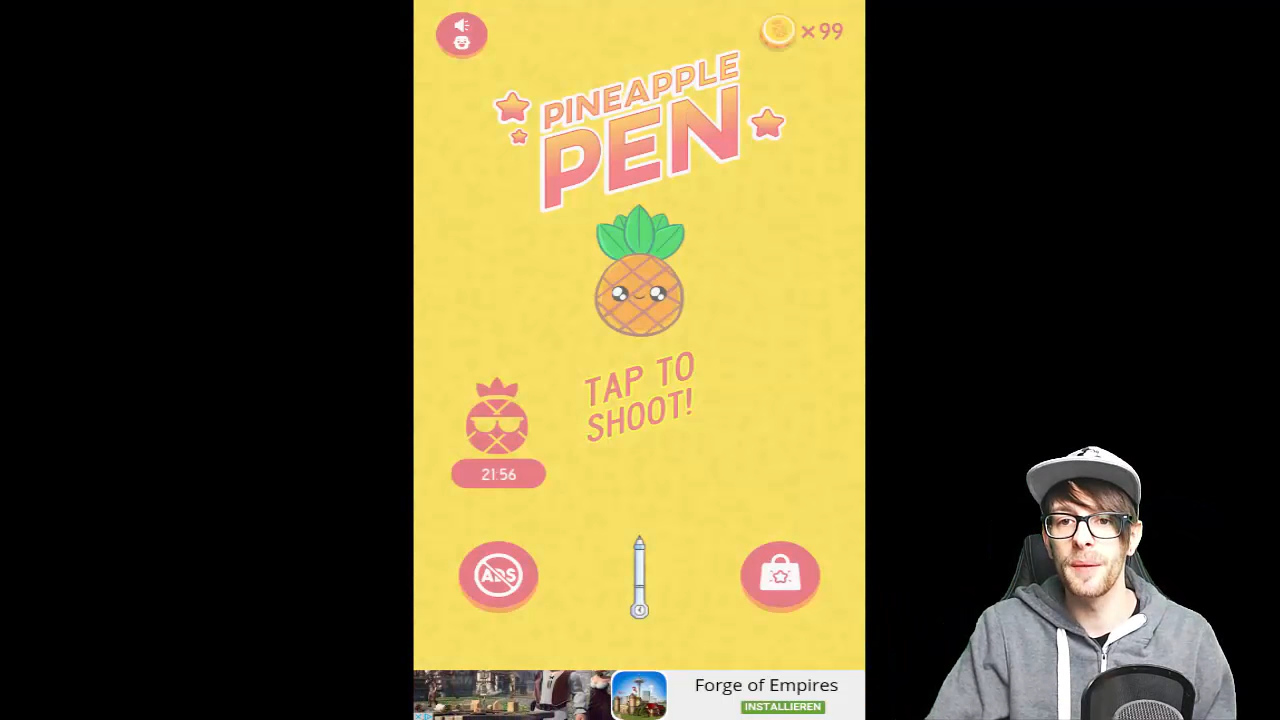 ×99
PINEAPPLE
PEN
TAP TO
SHOOT!
21:56
ADS
Forge of Empires
INSTALLIEREN